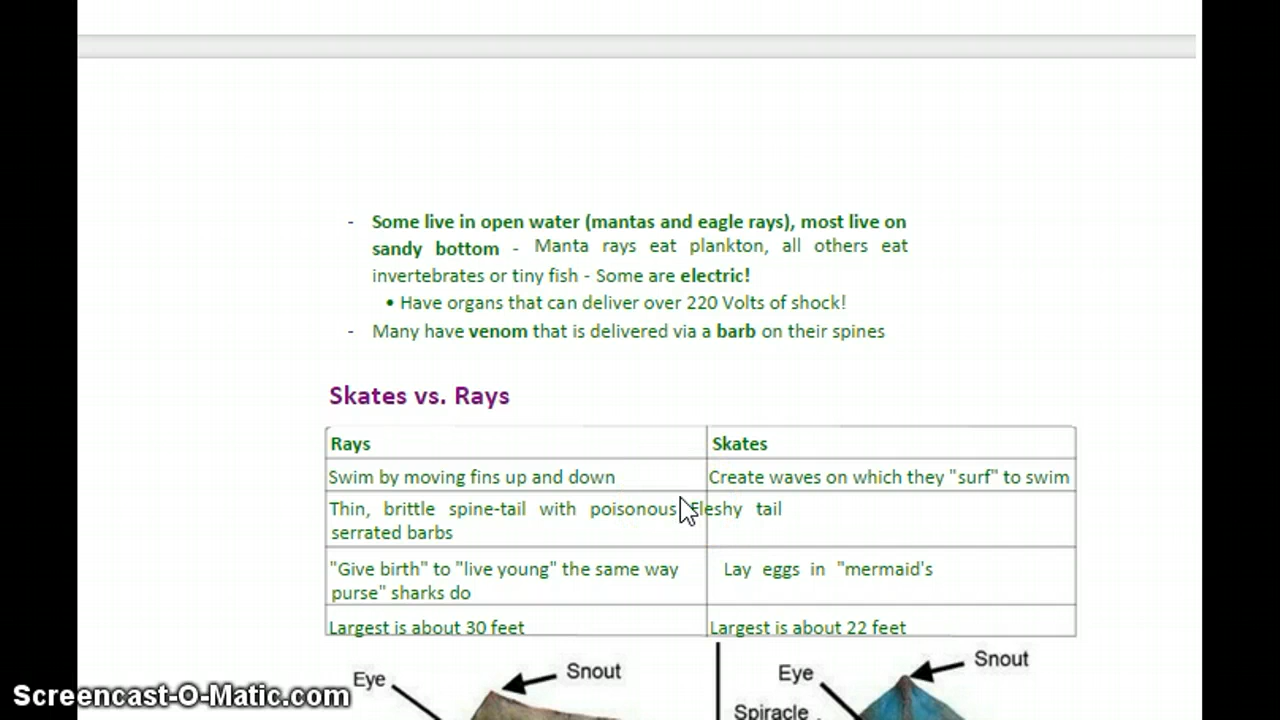 - Some live in open water (mantas and eagle rays), most live on
sandy bottom - Manta rays eat plankton, all others eat
invertebrates or tiny fish - Some are electric!
• Have organs that can deliver over 220 Volts of shock!
- Many have venom that is delivered via a barb on their spines
Skates vs. Rays
Rays Skates
Swim by moving fins up and down Create waves on which they "surf" to swim
Thin, brittle spine-tail with poisonous Fleshy tail
serrated barbs
"Give birth" to "live young" the same way Lay eggs in "mermaid's
purse" sharks do
Largest is about 30 feet Largest is about 22 feet
Eye Snout Eye Snout
Spiracle
Screencast-O-Matic.com